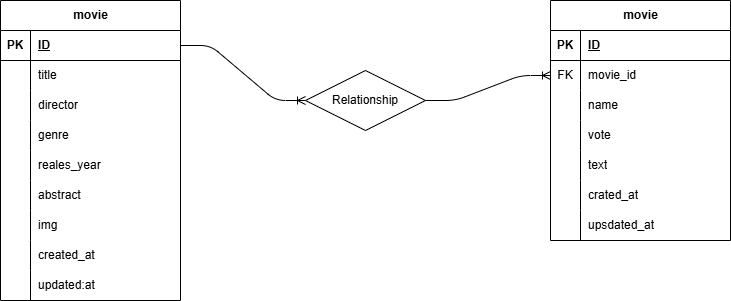 movie
PK ID
title
director
genre
reales_year
abstract
img
created_at
updated:at
Relationship
movie
PK ID
FK movie_id
name
vote
text
crated_at
upsdated_at